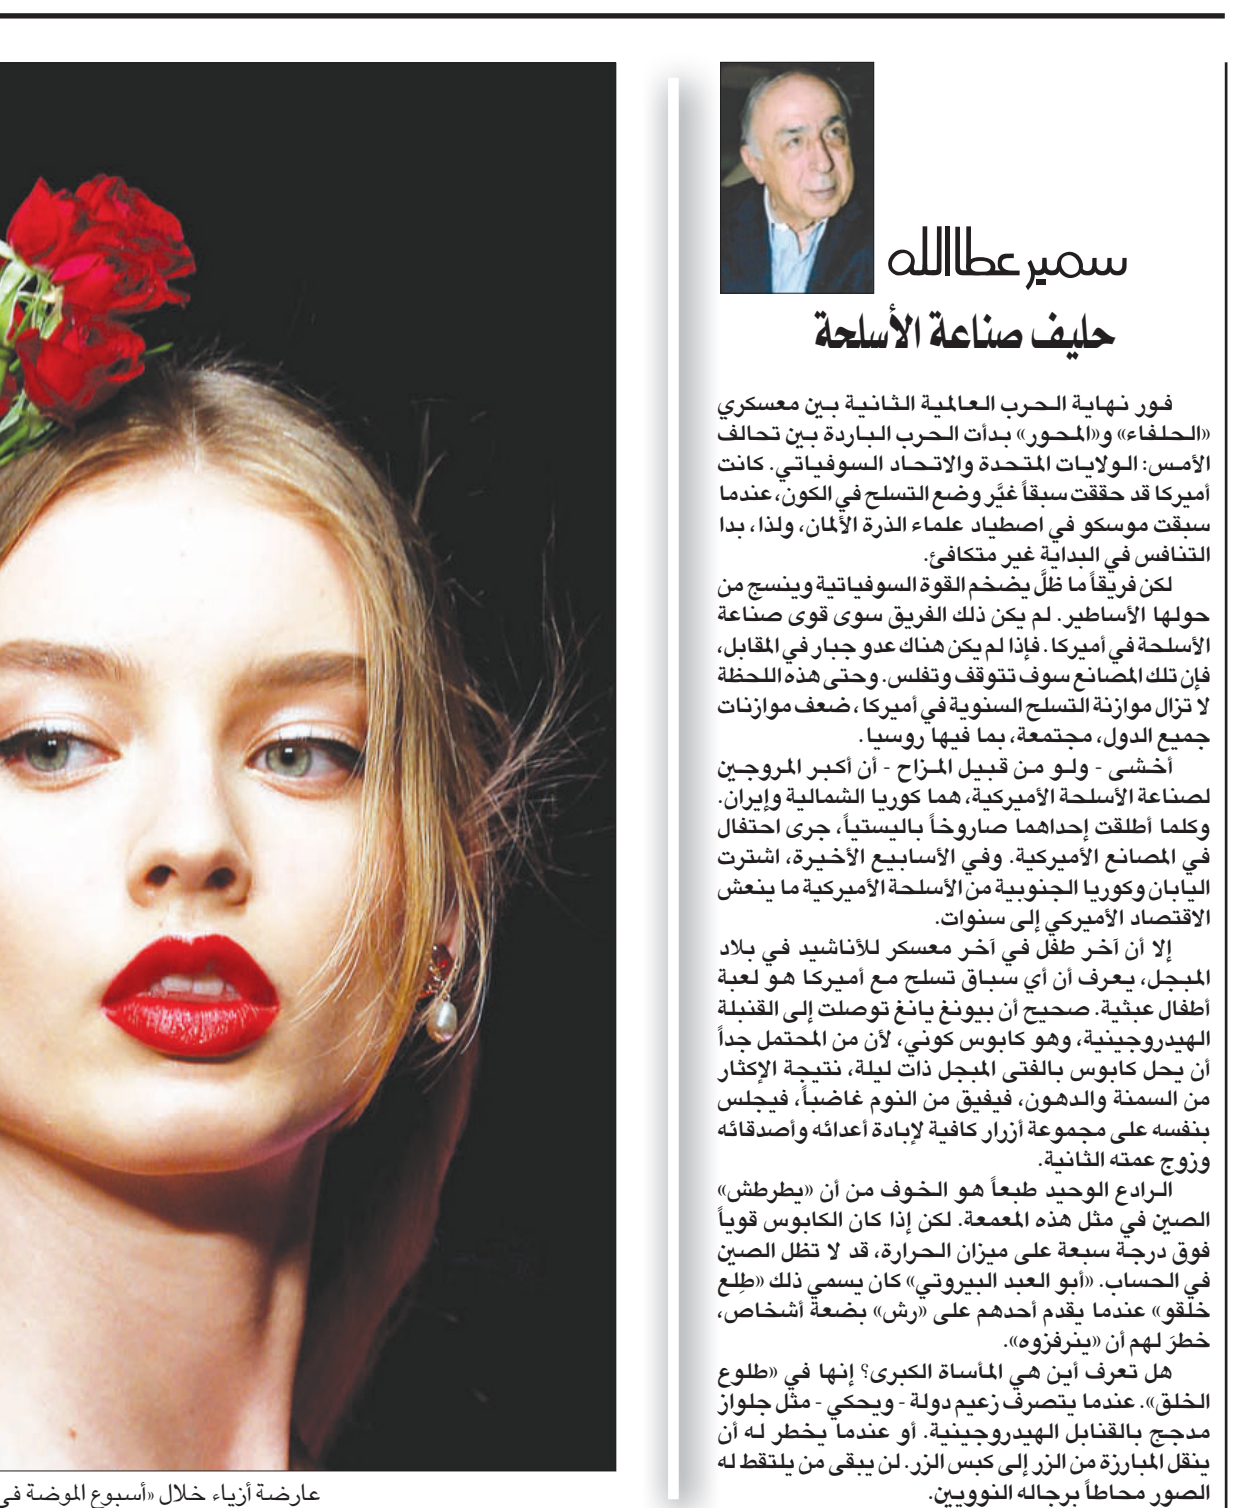 سمير عطاالله
حليف صناعة الأسلحة
فور نهاية الحرب العالمية الثانية بين معسكري
«الحلفاء» و«المحور» بدأت الحرب الباردة بين تحالف
الأمس: الولايات المتحدة والاتحاد السوفياتي. كانت
أميركا قد حققت سبقاً غيَّر وضع التسلح في الكون، عندما
سبقت موسكو في اصطياد علماء الذرة الألمان، ولذا، بدا
التنافس في البداية غير متكافئ.
لكن فريقاً ما ظلَّ يضخم القوة السوفياتية وينسج من
حولها الأساطير. لم يكن ذلك الفريق سوى قوى صناعة
الأسلحة في أميركا. فإذا لم يكن هناك عدو جبار في المقابل،
فإن تلك المصانع سوف تتوقف وتفلس. وحتى هذه اللحظة
لا تزال موازنة التسلح السنوية في أميركا، ضعف موازنات
جميع الدول، مجتمعة، بما فيها روسيا.
أخشى - ولو من قبيل المزاح - أن أكبر المروجين
لصناعة الأسلحة الأميركية، هما كوريا الشمالية وإيران.
وكلما أطلقت إحداهما صاروخاً باليستياً، جرى احتفال
في المصانع الأميركية. وفي الأسابيع الأخيرة، اشترت
اليابان وكوريا الجنوبية من الأسلحة الأميركية ما ينعش
الاقتصاد الأميركي إلى سنوات.
إلا أن آخر طفل في آخر معسكر للأناشيد في بلاد
المبجل، يعرف أن أي سباق تسلح مع أميركا هو لعبة
أطفال عبثية. صحيح أن بيونغ يانغ توصلت إلى القنبلة
الهيدروجينية، وهو كابوس كوني، لأن من المحتمل جداً
أن يحل كابوس بالفتى المبجل ذات ليلة، نتيجة الإكثار
من السمنة والدهون، فيفيق من النوم غاضباً، فيجلس
بنفسه على مجموعة أزرار كافية لإبادة أعدائه وأصدقائه
وزوج عمته الثانية.
الرادع الوحيد طبعاً هو الخوف من أن «يطرطش»
الصين في مثل هذه المعمعة. لكن إذا كان الكابوس قوياً
فوق درجة سبعة على ميزان الحرارة، قد لا تظل الصين
في الحساب. «أبو العبد البيروتي» كان يسمي ذلك «طِلع
خلقو» عندما يقدم أحدهم على «رش» بضعة أشخاص،
خطرَ لهم أن «ينرفزوه».
هل تعرف أين هي المأساة الكبرى؟ إنها في «طلوع
الخلق». عندما يتصرف زعيم دولة - ويحكي - مثل جلواز
مدجج بالقنابل الهيدروجينية. أو عندما يخطر له أن
ينقل المبارزة من الزر إلى كبس الزر. لن يبقى من يلتقط له
الصور محاطاً برجاله النوويين.
عارضة أزياء خلال «أسبوع الموضة في